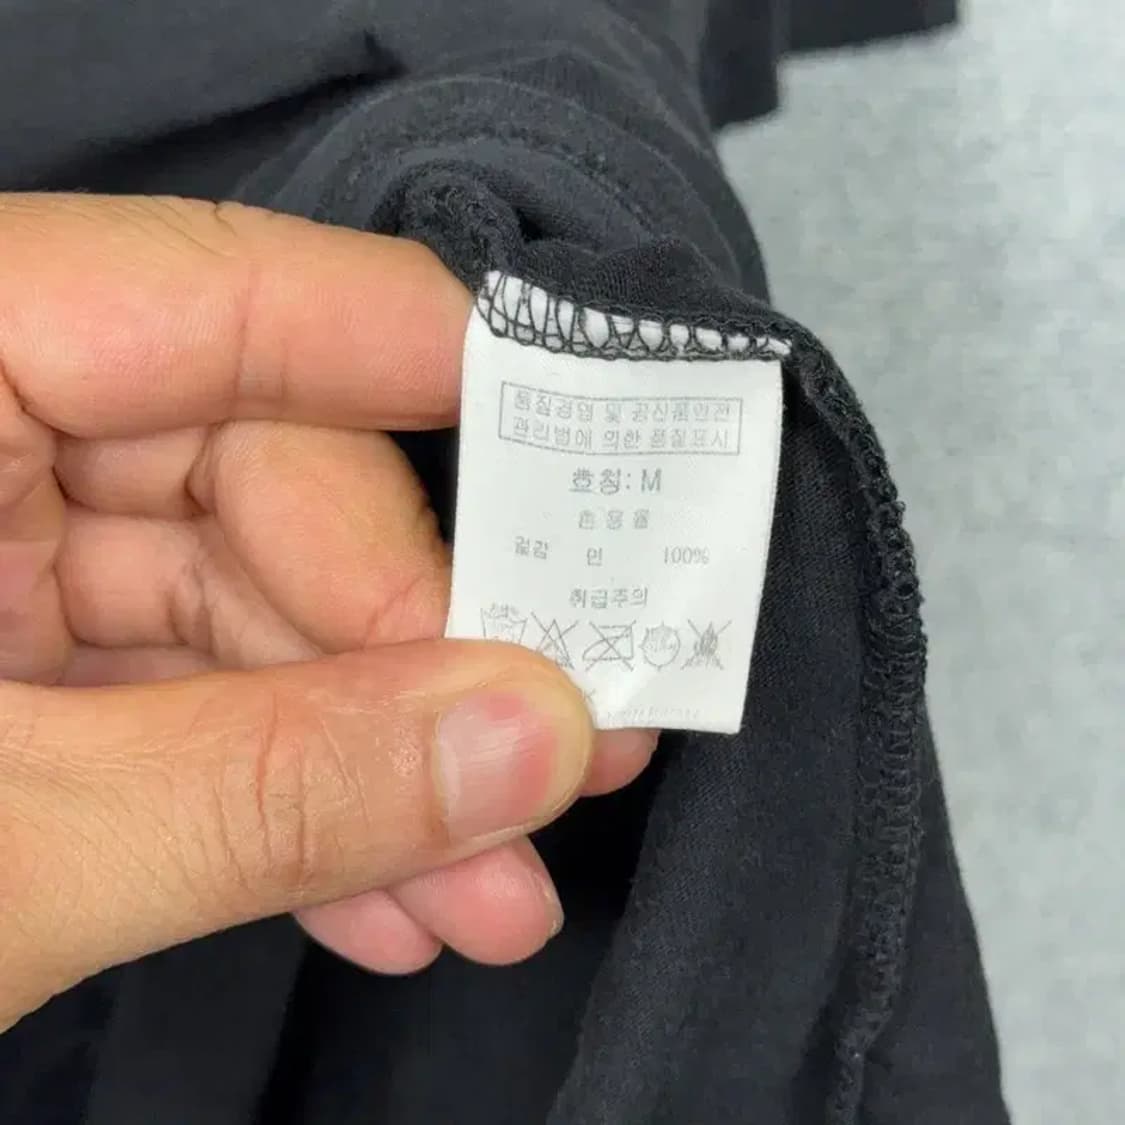 품질경영 및 공산품안전
관리법에 의한 품질표시
호칭: M
혼용율
겉감 면 100%
취급주의